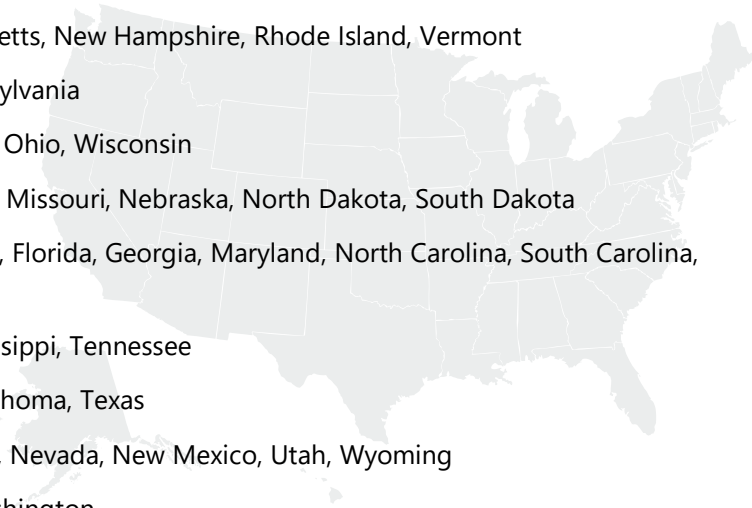 etts, New Hampshire, Rhode Island, Vermont
ylvania
Ohio, Wisconsin
Missouri, Nebraska, North Dakota, South Dakota
, Florida, Georgia, Maryland, North Carolina, South Carolina,
sippi, Tennessee
homa, Texas
, Nevada, New Mexico, Utah, Wyoming
hington